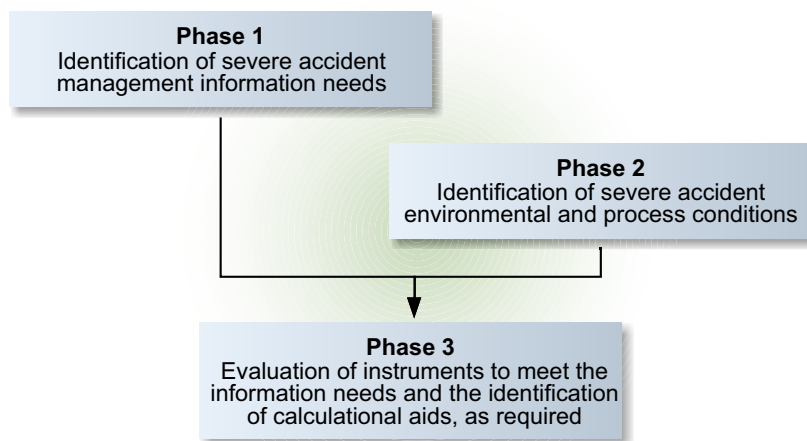 Phase 1
Identification of severe accident
management information needs
Phase 2
Identification of severe accident
environmental and process conditions
Phase 3
Evaluation of instruments to meet the
information needs and the identification
of calculational aids, as required